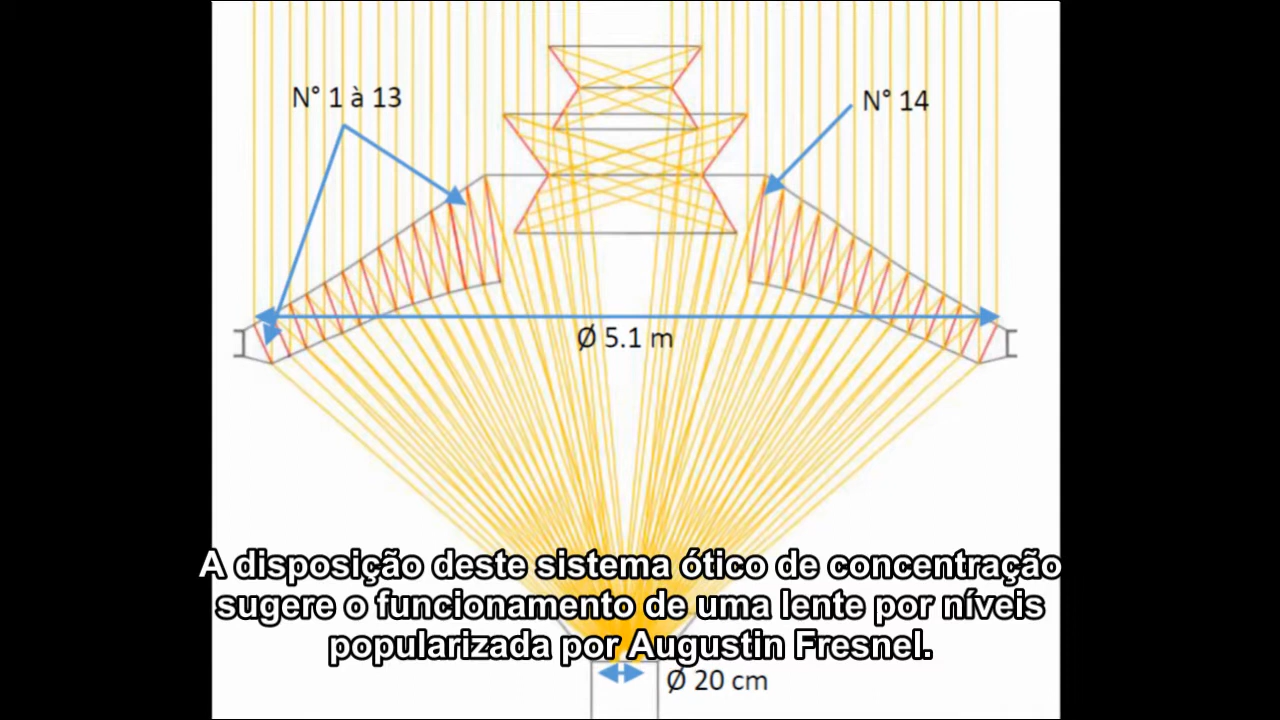 N° 1 à 13
N° 14
Ø 5.1 m
A disposição deste sistema ótico de concentração
sugere o funcionamento de uma lente por níveis
popularizada por Augustin Fresnel.
Ø 20 cm